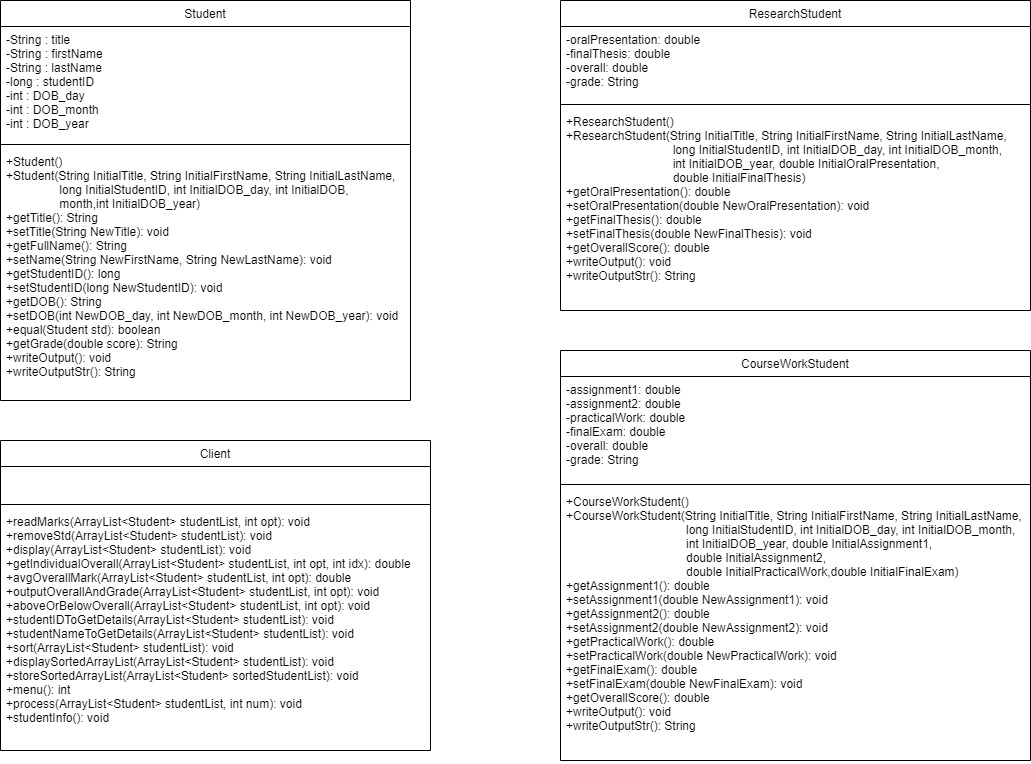 Student
-String : title
-String : firstName
-String : lastName
-long : studentID
-int : DOB_day
-int : DOB_month
-int : DOB_year
+Student()
+Student(String InitialTitle, String InitialFirstName, String InitialLastName,
long InitialStudentID, int InitialDOB_day, int InitialDOB,
month,int InitialDOB_year)
+getTitle(): String
+setTitle(String NewTitle): void
+getFullName(): String
+setName(String NewFirstName, String NewLastName): void
+getStudentID(): long
+setStudentID(long NewStudentID): void
+getDOB(): String
+setDOB(int NewDOB_day, int NewDOB_month, int NewDOB_year): void
+equal(Student std): boolean
+getGrade(double score): String
+writeOutput(): void
+writeOutputStr(): String
ResearchStudent
-oralPresentation: double
-finalThesis: double
-overall: double
-grade: String
+ResearchStudent()
+ResearchStudent(String InitialTitle, String InitialFirstName, String InitialLastName,
long InitialStudentID, int InitialDOB_day, int InitialDOB_month,
int InitialDOB_year, double InitialOralPresentation,
double InitialFinalThesis)
+getOralPresentation(): double
+setOralPresentation(double NewOralPresentation): void
+getFinalThesis(): double
+setFinalThesis(double NewFinalThesis): void
+getOverallScore(): double
+writeOutput(): void
+writeOutputStr(): String
Client
+readMarks(ArrayList<Student> studentList, int opt): void
+removeStd(ArrayList<Student> studentList): void
+display(ArrayList<Student> studentList): void
+getIndividualOverall(ArrayList<Student> studentList, int opt, int idx): double
+avgOverallMark(ArrayList<Student> studentList, int opt): double
+outputOverallAndGrade(ArrayList<Student> studentList, int opt): void
+aboveOrBelowOverall(ArrayList<Student> studentList, int opt): void
+studentIDToGetDetails(ArrayList<Student> studentList): void
+studentNameToGetDetails(ArrayList<Student> studentList): void
+sort(ArrayList<Student> studentList): void
+displaySortedArrayList(ArrayList<Student> studentList): void
+storeSortedArrayList(ArrayList<Student> sortedStudentList): void
+menu(): int
+process(ArrayList<Student> studentList, int num): void
+studentInfo(): void
CourseWorkStudent
-assignment1: double
-assignment2: double
-practicalWork: double
-finalExam: double
-overall: double
-grade: String
+CourseWorkStudent()
+CourseWorkStudent(String InitialTitle, String InitialFirstName, String InitialLastName,
long InitialStudentID, int InitialDOB_day, int InitialDOB_month,
int InitialDOB_year, double InitialAssignment1,
double InitialAssignment2,
double InitialPracticalWork,double InitialFinalExam)
+getAssignment1(): double
+setAssignment1(double NewAssignment1): void
+getAssignment2(): double
+setAssignment2(double NewAssignment2): void
+getPracticalWork(): double
+setPracticalWork(double NewPracticalWork): void
+getFinalExam(): double
+setFinalExam(double NewFinalExam): void
+getOverallScore(): double
+writeOutput(): void
+writeOutputStr(): String